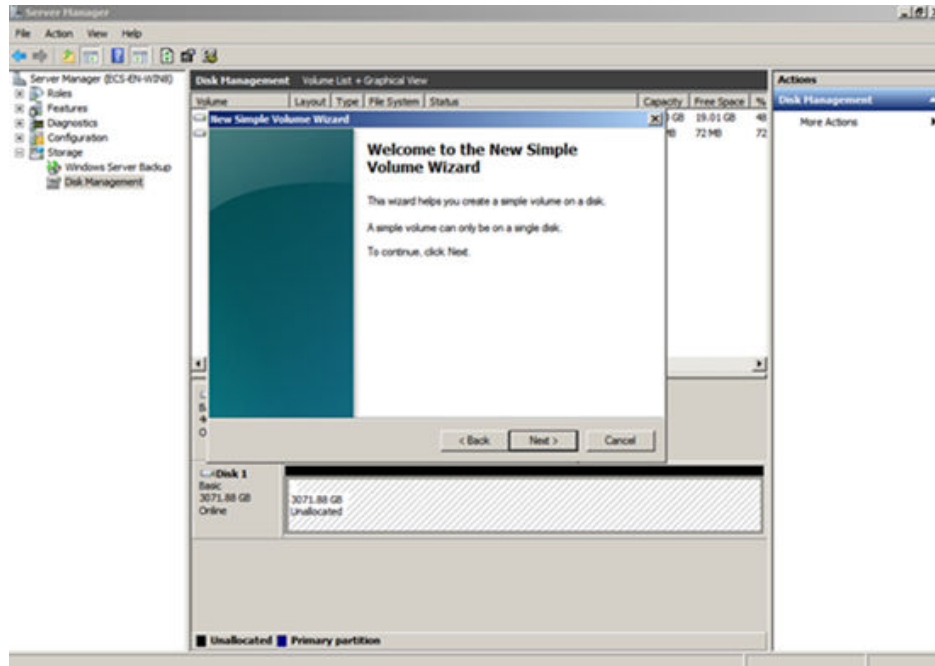 Server Manager
File Action View Help
Server Manager (ECS-EN-WIN8)
Roles
Features
Diagnostics
Configuration
Storage
Windows Server Backup
Disk Management
Disk Management Volume List + Graphical View
Volume Layout Type File System Status Capacity Free Space %
GB 19.01 GB 48
MB 72 MB 72
New Simple Volume Wizard
Welcome to the New Simple
Volume Wizard
This wizard helps you create a simple volume on a disk.
A simple volume can only be on a single disk.
To continue, click Next.
< Back Next > Cancel
Disk 1
Basic
3071.88 GB
Online
3071.88 GB
Unallocated
Unallocated Primary partition
Actions
Disk Management
More Actions